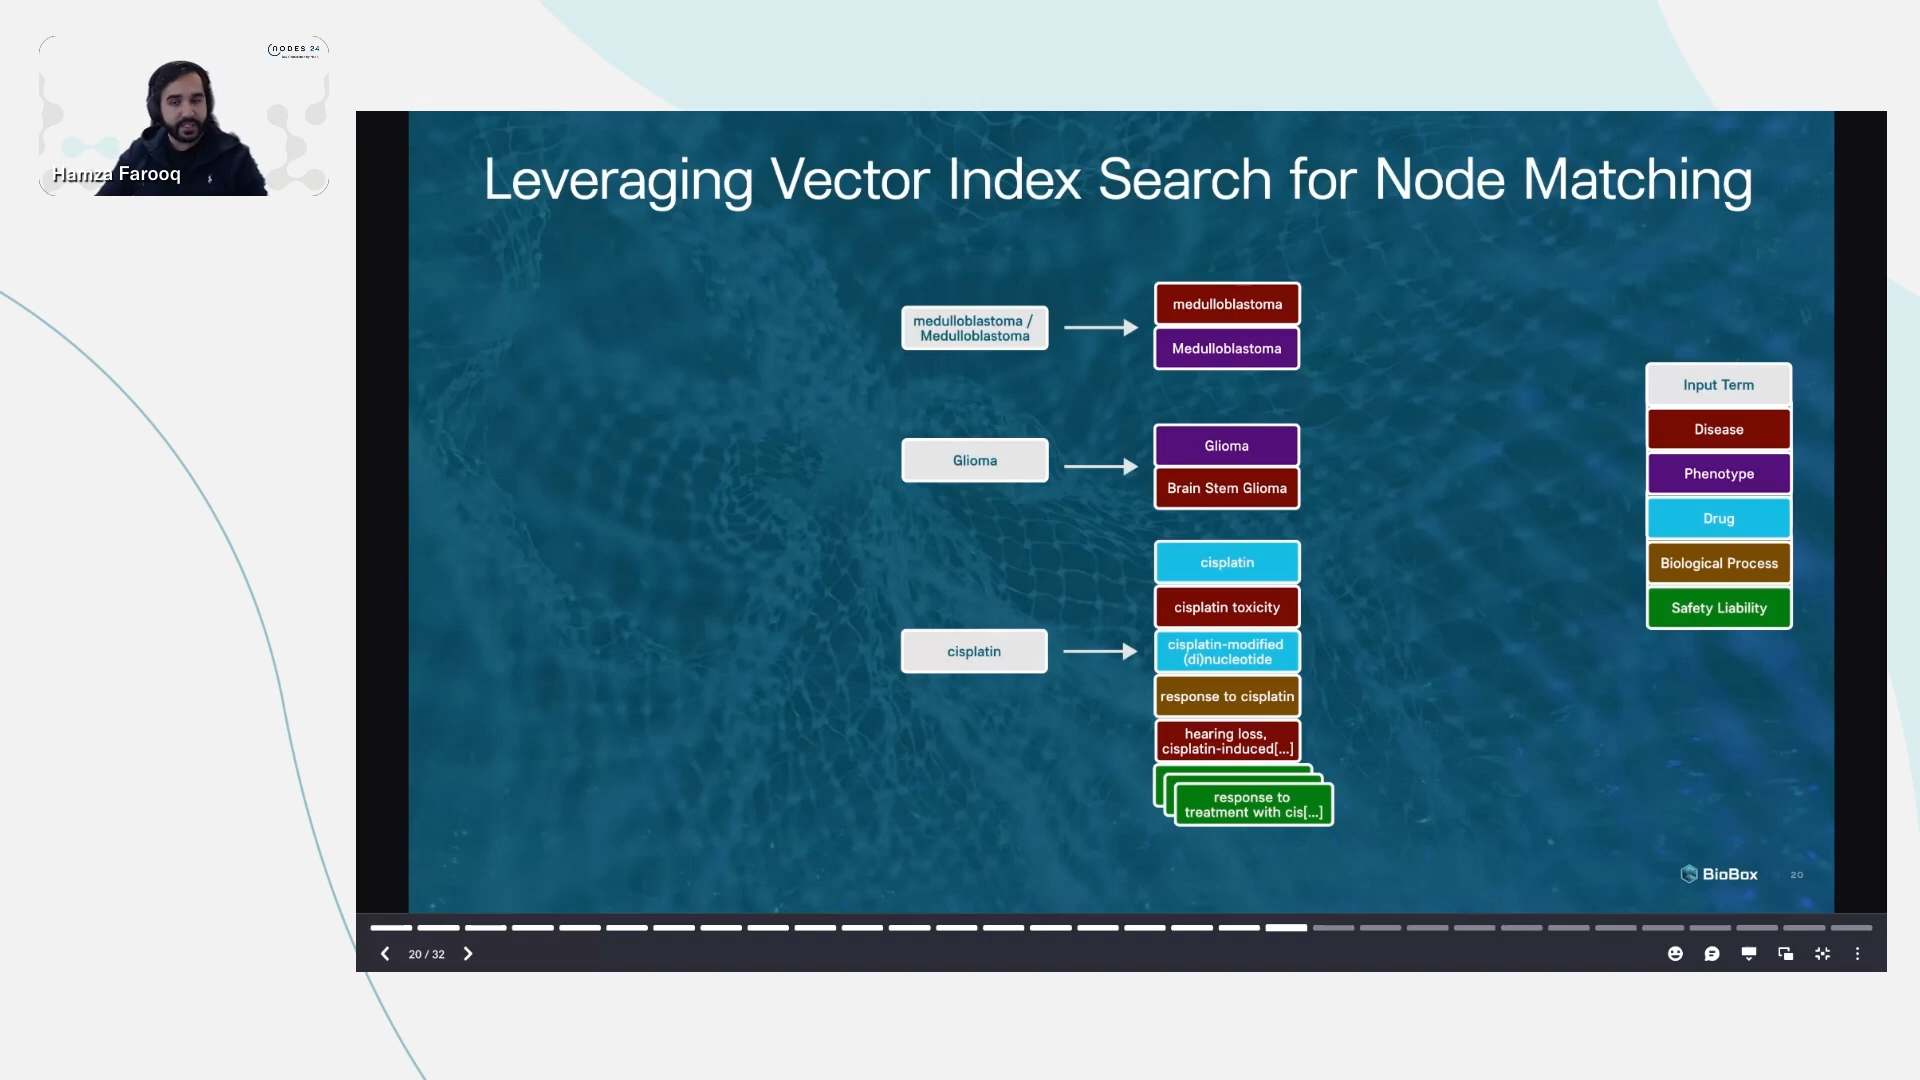 NODES 24
Hamza Farooq
Leveraging Vector Index Search for Node Matching
medulloblastoma /
Medulloblastoma
medulloblastoma
Medulloblastoma
Glioma
Glioma
Brain Stem Glioma
cisplatin
cisplatin
cisplatin toxicity
cisplatin-modified
(di)nucleotide
response to cisplatin
hearing loss,
cisplatin-induced[...]
response to
treatment with cis[...]
Input Term
Disease
Phenotype
Drug
Biological Process
Safety Liability
BioBox
20
20 / 32